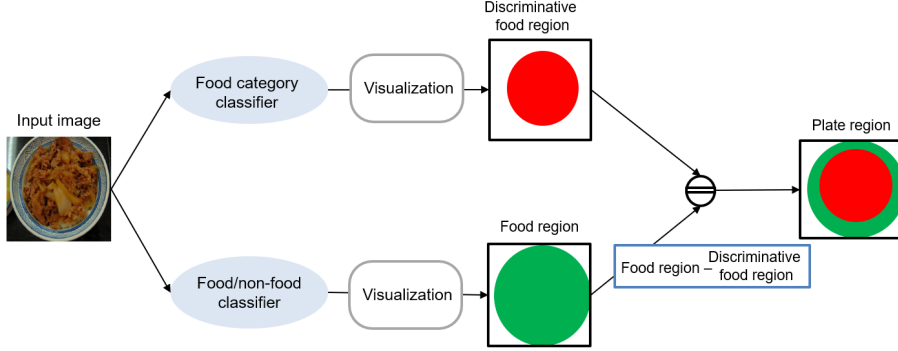 Discriminative
food region
Food category
classifier
Visualization
Input image
Plate region
Food region
Food/non-food
classifier
Visualization
Food region – Discriminative
food region